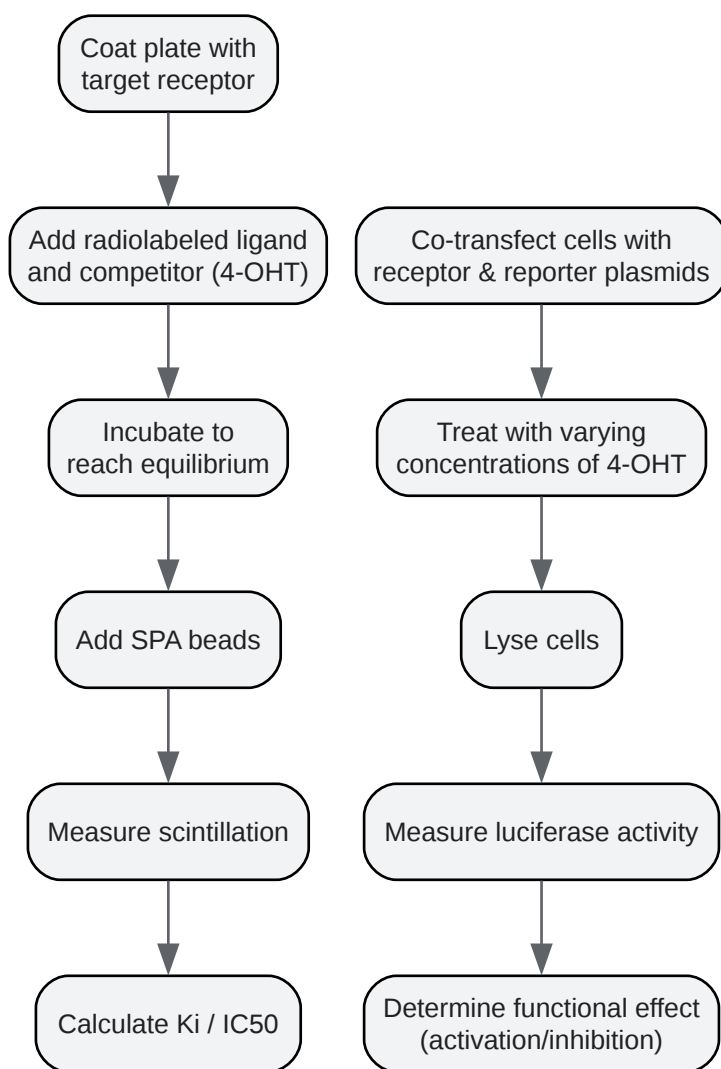 Coat plate with
target receptor
Add radiolabeled ligand
and competitor (4-OHT)
Incubate to
reach equilibrium
Add SPA beads
Measure scintillation
Calculate Ki / IC50
Co-transfect cells with
receptor & reporter plasmids
Treat with varying
concentrations of 4-OHT
Lyse cells
Measure luciferase activity
Determine functional effect
(activation/inhibition)